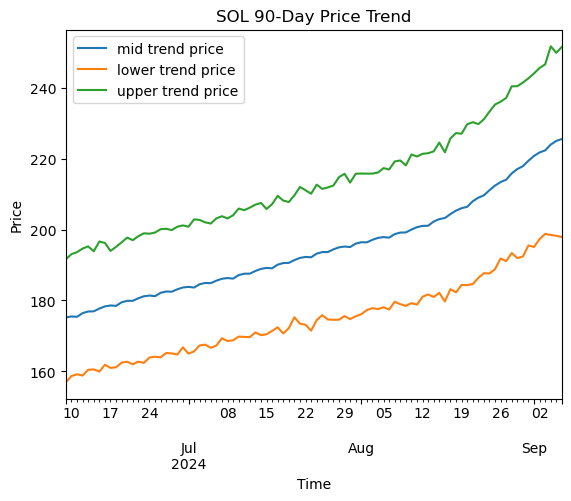 SOL 90-Day Price Trend
mid trend price
lower trend price
upper trend price
Price
240
220
200
180
160
10 17 24 08 15 22 29 05 12 19 26 02
Jul Aug Sep
2024
Time